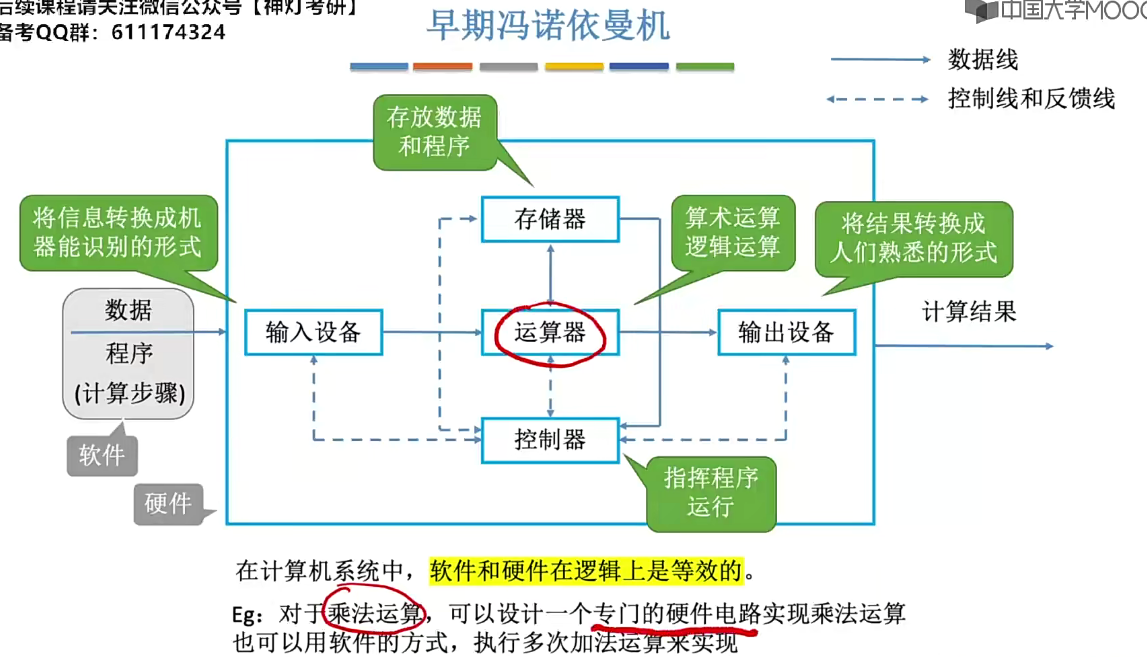 后续课程请关注微信公众号【神灯考研】
备考QQ群：611174324
中国大学MOOC
早期冯诺依曼机
数据线
控制线和反馈线
存放数据
和程序
将信息转换成机
器能识别的形式
存储器
算术运算
逻辑运算
将结果转换成
人们熟悉的形式
数据
程序
(计算步骤)
输入设备
运算器
输出设备
计算结果
软件
控制器
硬件
指挥程序
运行
在计算机系统中，软件和硬件在逻辑上是等效的。
Eg：对于乘法运算，可以设计一个专门的硬件电路实现乘法运算
也可以用软件的方式，执行多次加法运算来实现